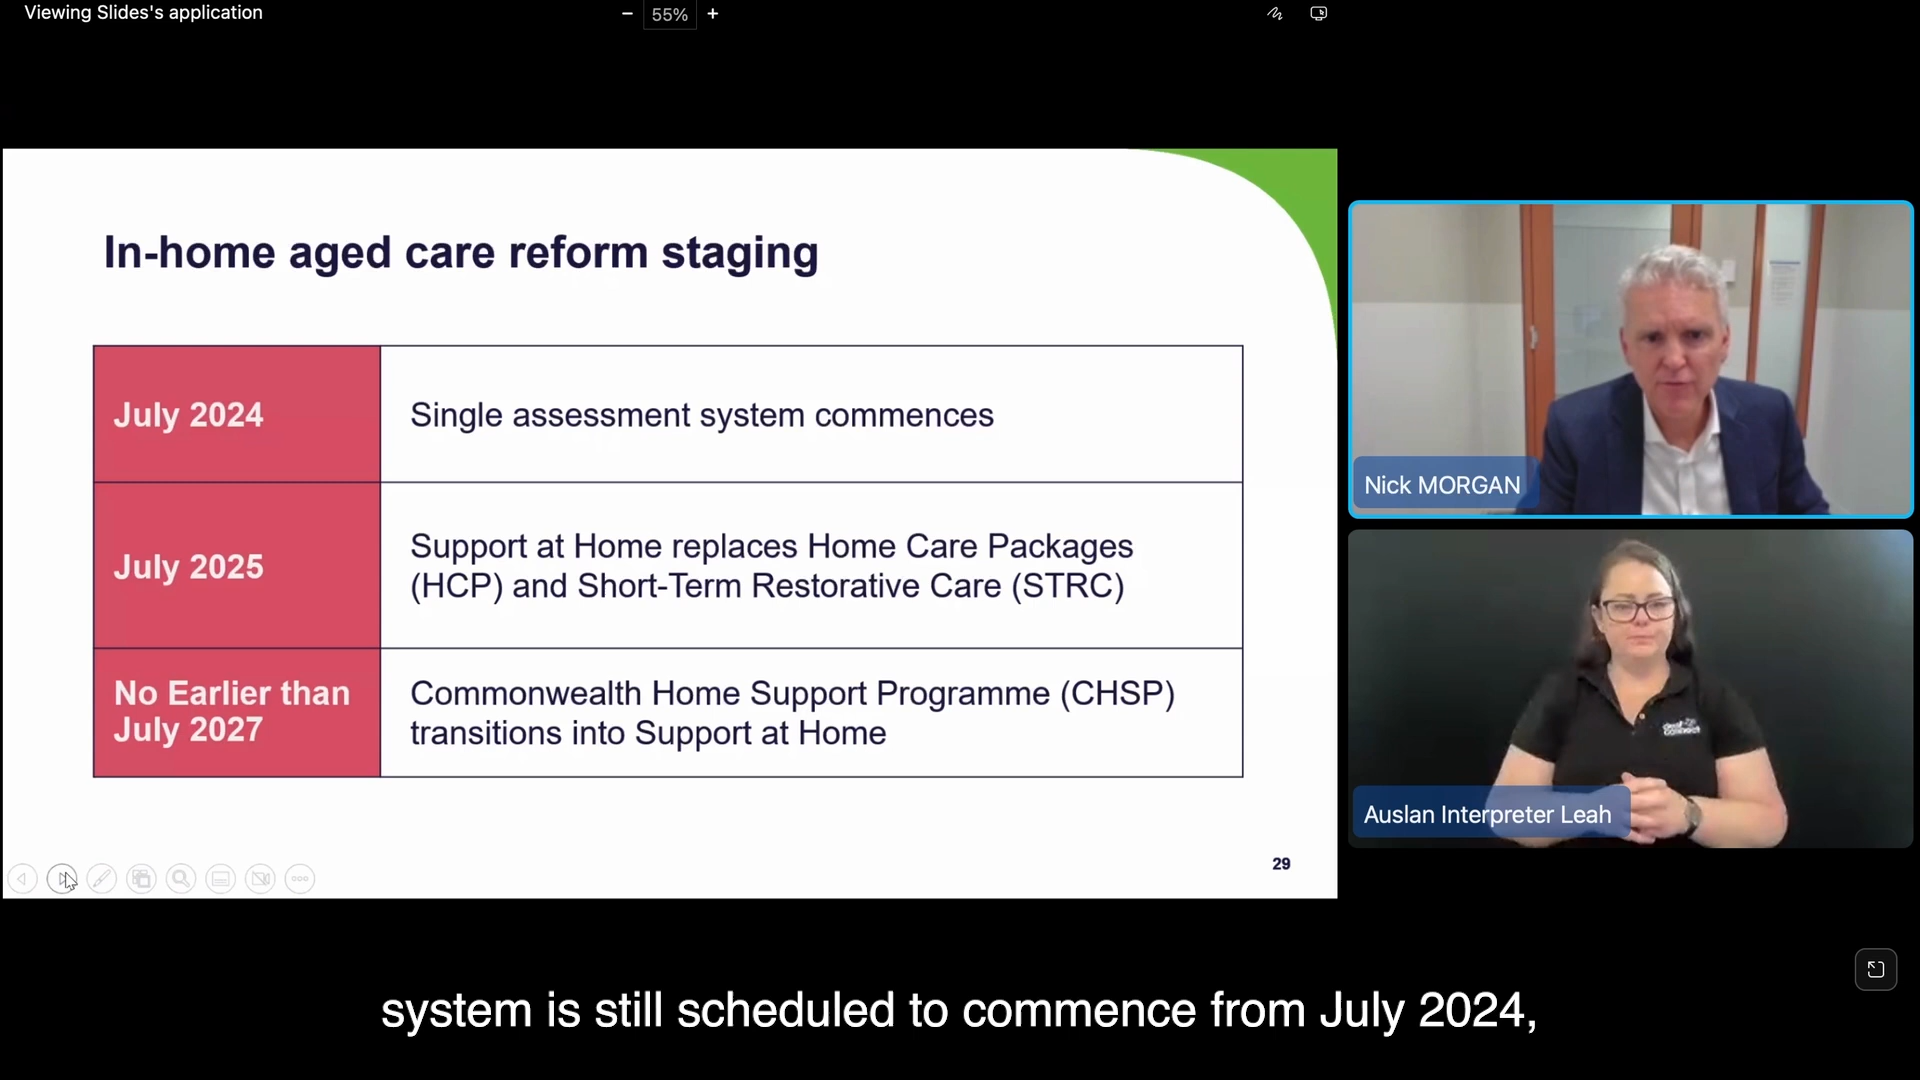 Viewing Slides's application
55%
In-home aged care reform staging
July 2024
Single assessment system commences
July 2025
Support at Home replaces Home Care Packages
(HCP) and Short-Term Restorative Care (STRC)
No Earlier than
July 2027
Commonwealth Home Support Programme (CHSP)
transitions into Support at Home
29
Nick MORGAN
deaf
connect
Auslan Interpreter Leah
system is still scheduled to commence from July 2024,